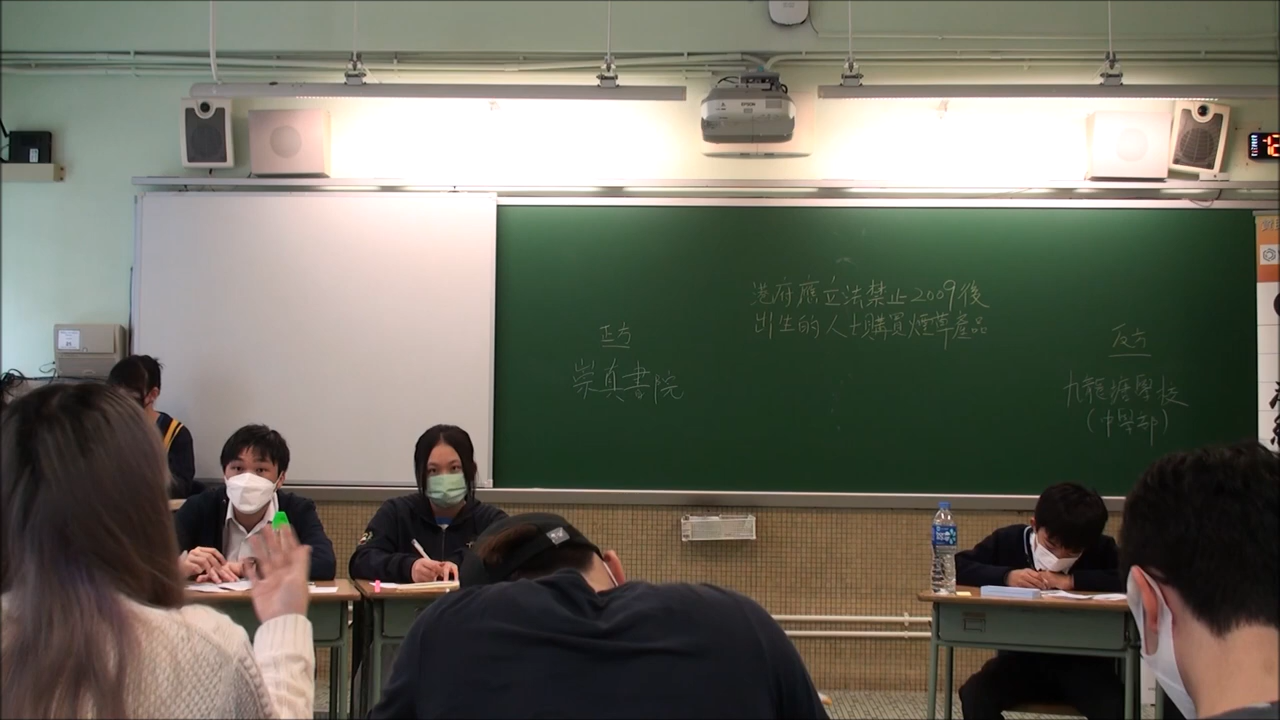 港府應立法禁止2009後
出生的人士購買煙草產品
正方
崇真書院
反方
九龍塘學校
(中學部)
EPSON